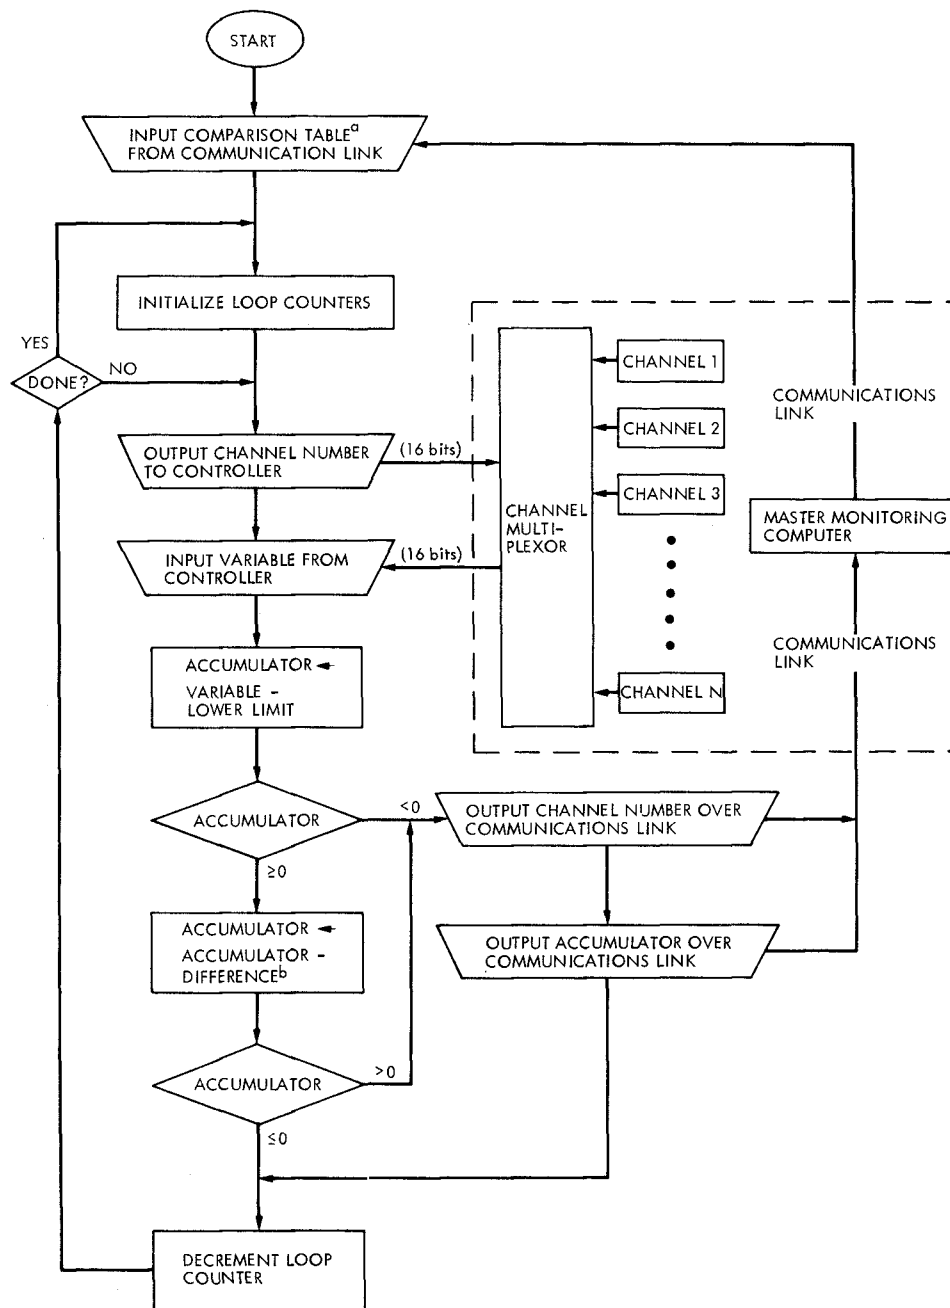 START
INPUT COMPARISON TABLEᵃ
FROM COMMUNICATION LINK
INITIALIZE LOOP COUNTERS
YES
DONE?
NO
OUTPUT CHANNEL NUMBER
TO CONTROLLER
(16 bits)
INPUT VARIABLE FROM
CONTROLLER
(16 bits)
CHANNEL
MULTI-
PLEXOR
CHANNEL 1
CHANNEL 2
CHANNEL 3
CHANNEL N
COMMUNICATIONS
LINK
MASTER MONITORING
COMPUTER
COMMUNICATIONS
LINK
ACCUMULATOR ←
VARIABLE –
LOWER LIMIT
ACCUMULATOR
<0
≥0
OUTPUT CHANNEL NUMBER OVER
COMMUNICATIONS LINK
ACCUMULATOR ←
ACCUMULATOR –
DIFFERENCEᵇ
OUTPUT ACCUMULATOR OVER
COMMUNICATIONS LINK
ACCUMULATOR
>0
≤0
DECREMENT LOOP
COUNTER